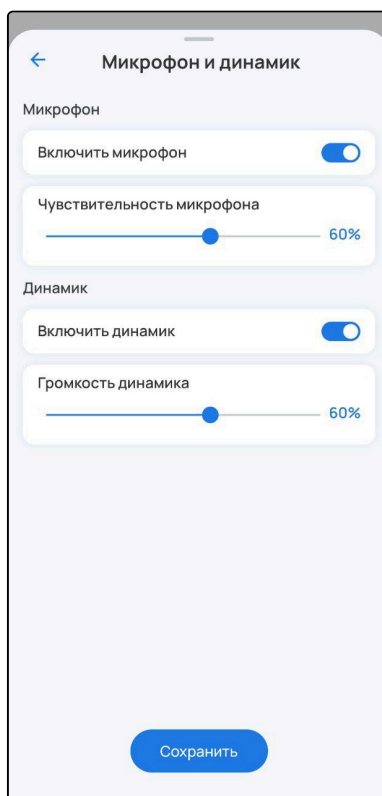 Микрофон и динамик
Микрофон
Включить микрофон
Чувствительность микрофона
60%
Динамик
Включить динамик
Громкость динамика
60%
Сохранить